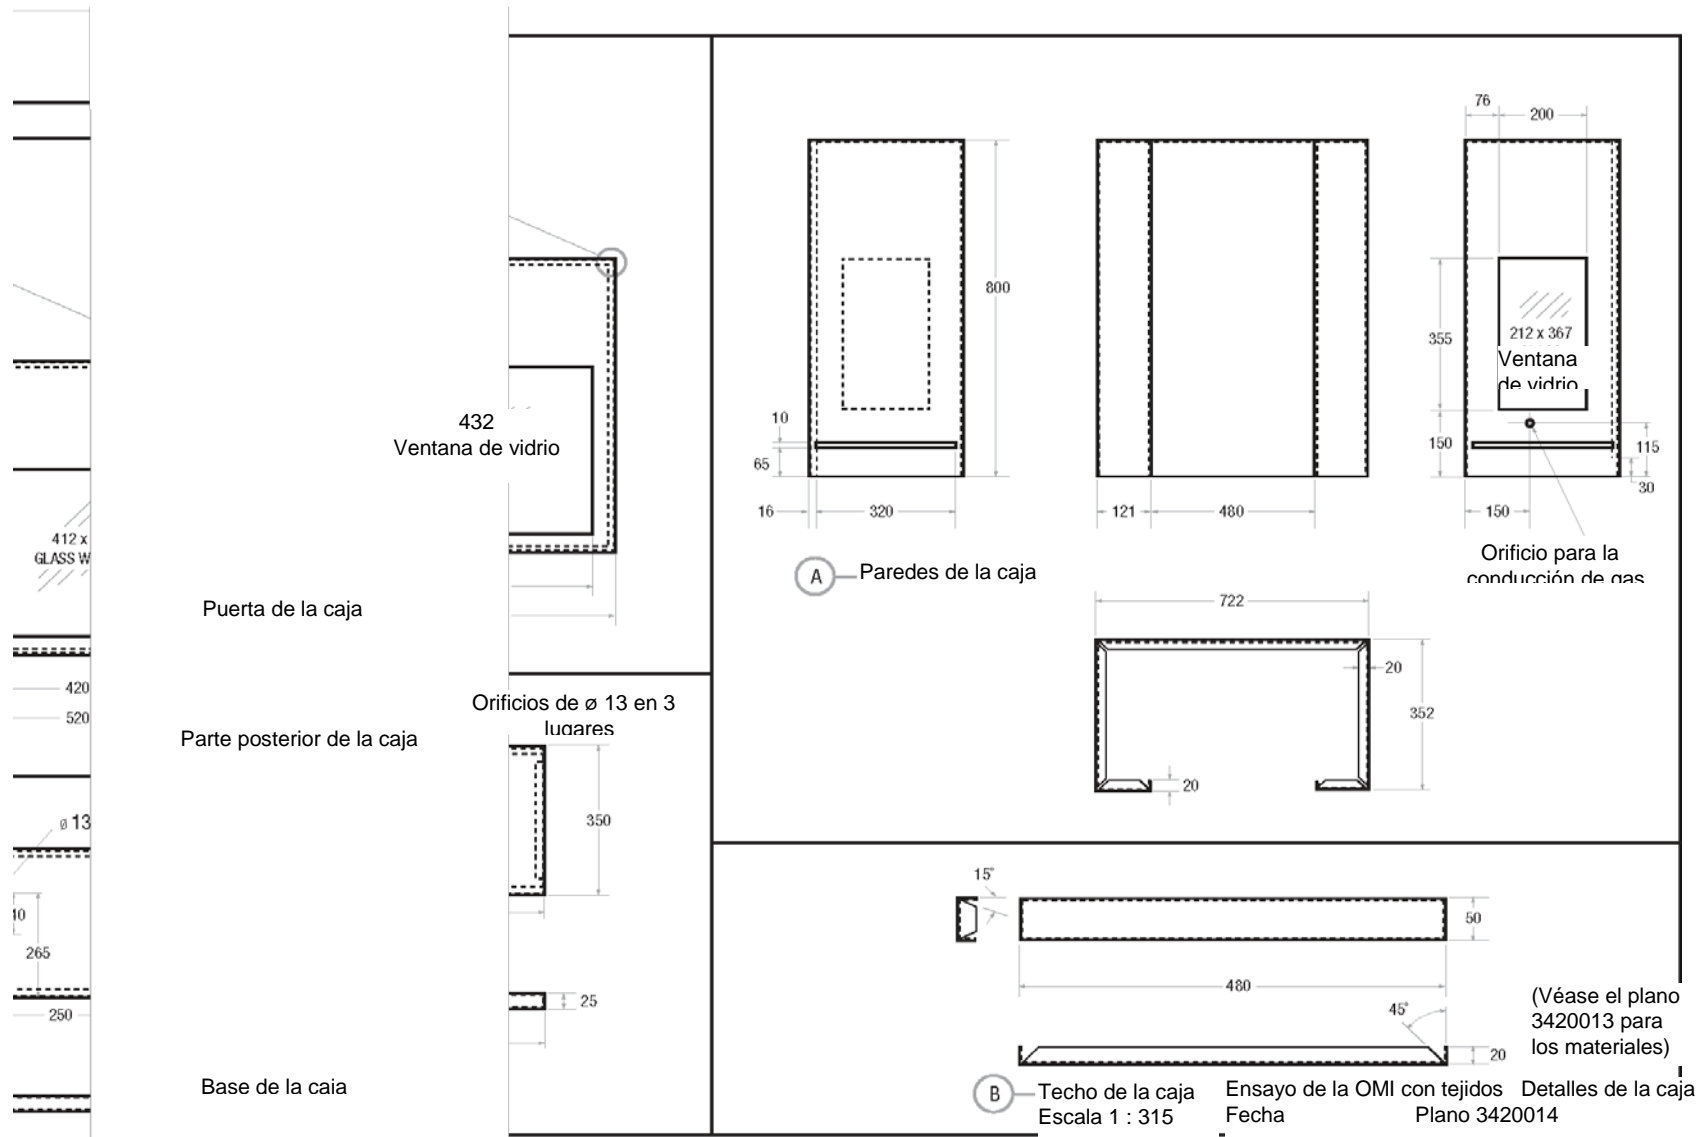 76
200
800
355
212 x 367
Ventana
de vidrio
432
Ventana de vidrio
10
65
150
115
30
16
320
121
480
150
412 x
GLASS W
Orificio para la
conducción de gas
A
Paredes de la caja
Puerta de la caja
722
20
352
20
420
520
Orificios de ø 13 en 3
lugares
Parte posterior de la caja
ø 13
350
15°
50
265
480
25
250
(Véase el plano
3420013 para
los materiales)
45°
20
Base de la caja
B
Techo de la caja
Escala 1 : 315
Ensayo de la OMI con tejidos
Detalles de la caja
Fecha
Plano 3420014